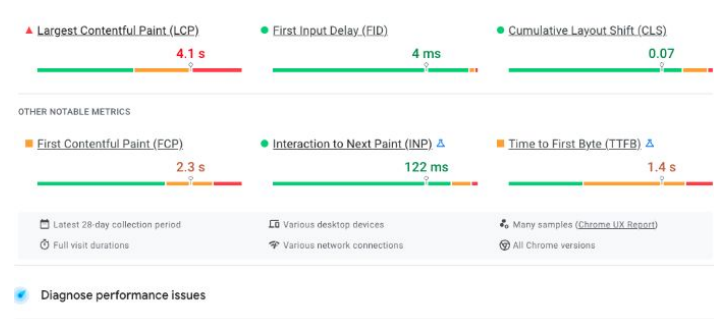 Largest Contentful Paint (LCP) First Input Delay (FID) Cumulative Layout Shift (CLS)
4.1 s 4 ms 0.07
OTHER NOTABLE METRICS
First Contentful Paint (FCP) Interaction to Next Paint (INP) Time to First Byte (TTFB)
2.3 s 122 ms 1.4 s
Latest 28-day collection period Various desktop devices Many samples (Chrome UX Report)
Full visit durations Various network connections All Chrome versions
Diagnose performance issues